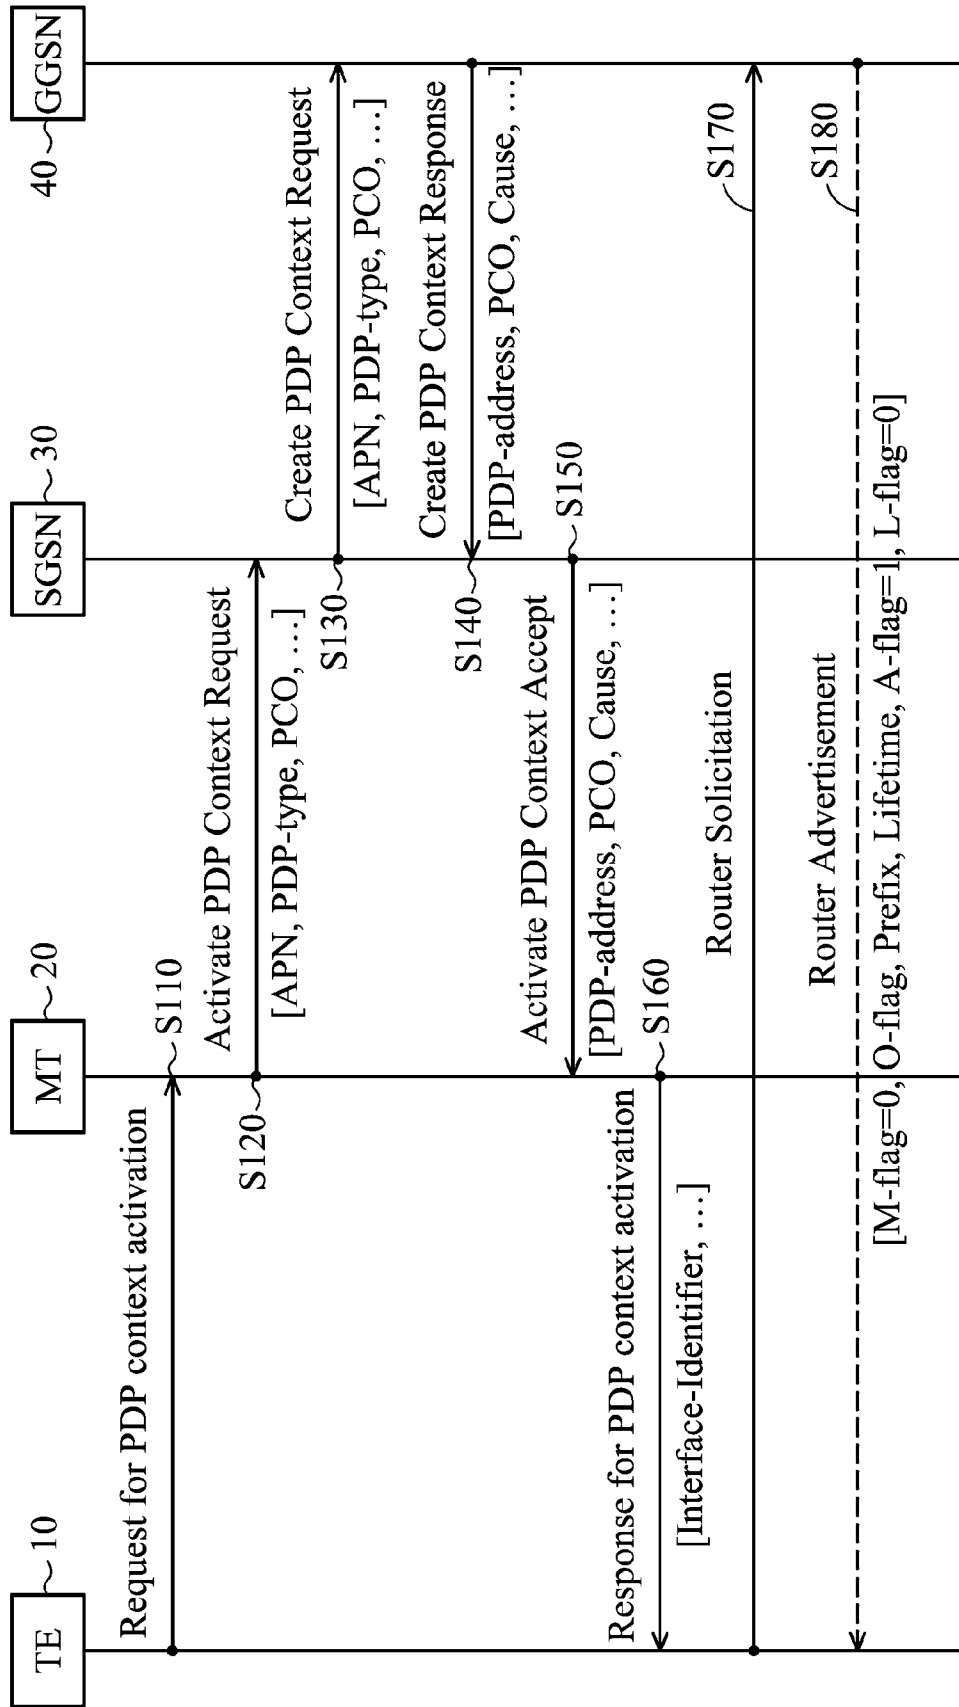 TE
10
MT
20
SGSN
30
GGSN
40
Request for PDP context activation
S110
Activate PDP Context Request
S120
[APN, PDP-type, PCO, ...]
Create PDP Context Request
S130
[APN, PDP-type, PCO, ...]
Create PDP Context Response
S140
[PDP-address, PCO, Cause, ...]
Activate PDP Context Accept
S150
[PDP-address, PCO, Cause, ...]
Response for PDP context activation
S160
[Interface-Identifier, ...]
Router Solicitation
S170
Router Advertisement
S180
[M-flag=0, O-flag, Prefix, Lifetime, A-flag=1, L-flag=0]